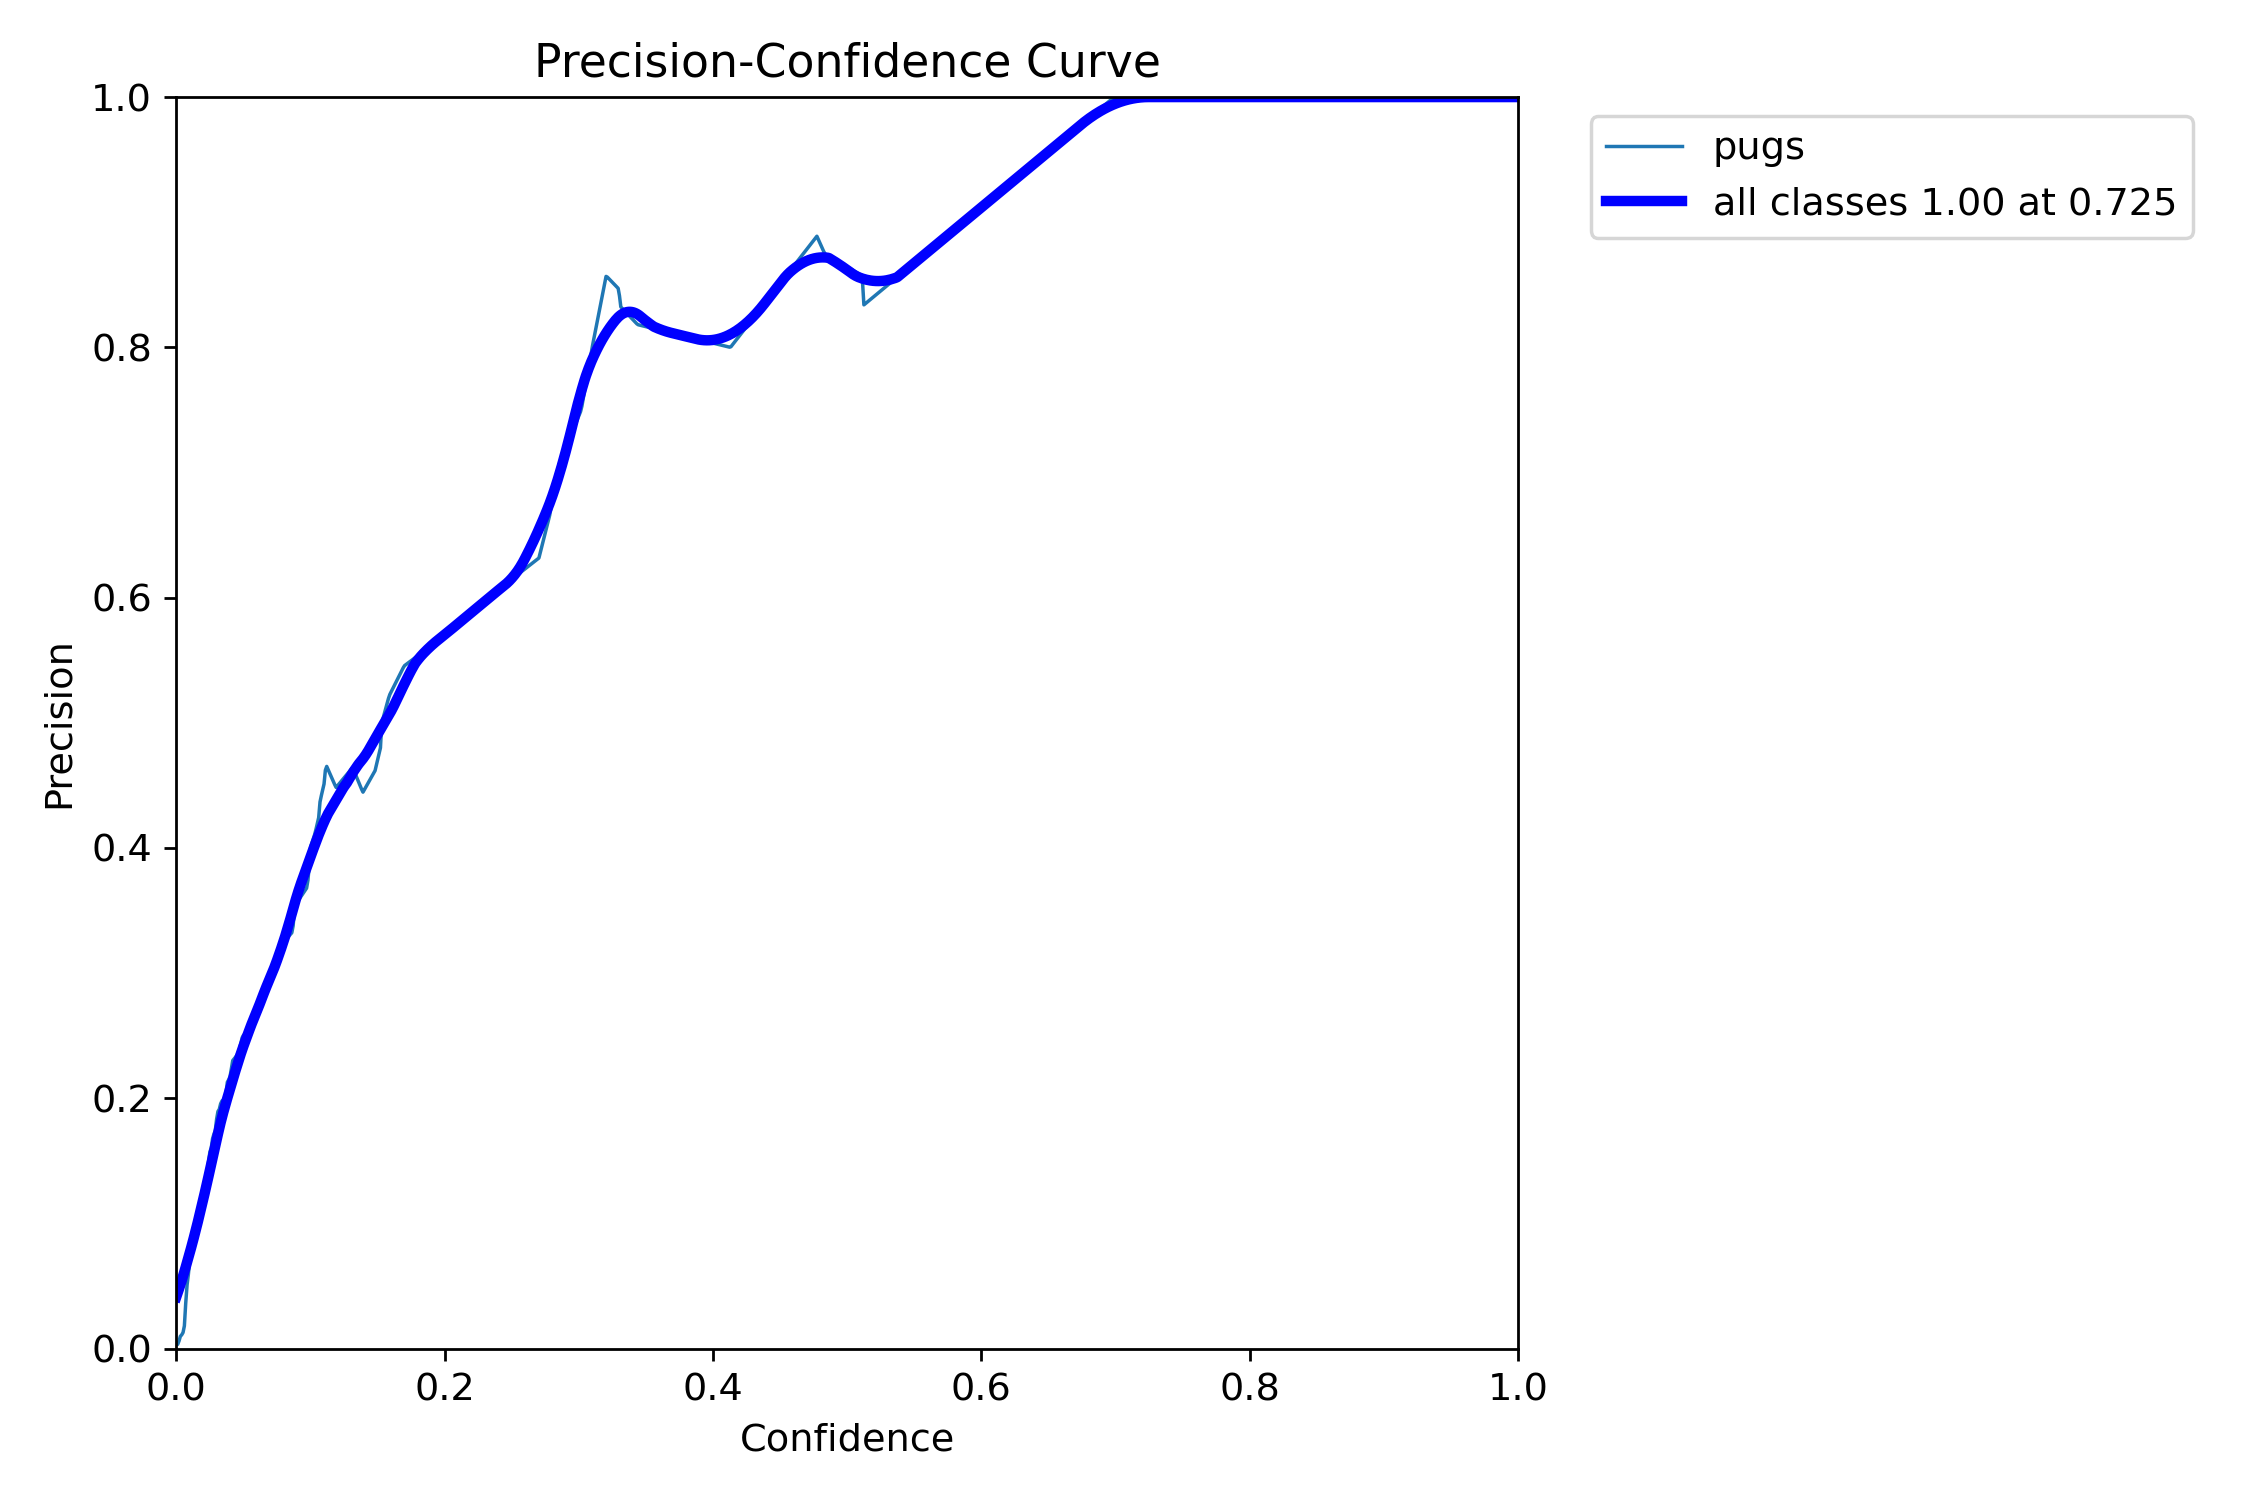 Precision-Confidence Curve
pugs
all classes 1.00 at 0.725
1.0
0.8
0.6
0.4
0.2
0.0
Precision
0.0 0.2 0.4 0.6 0.8 1.0
Confidence